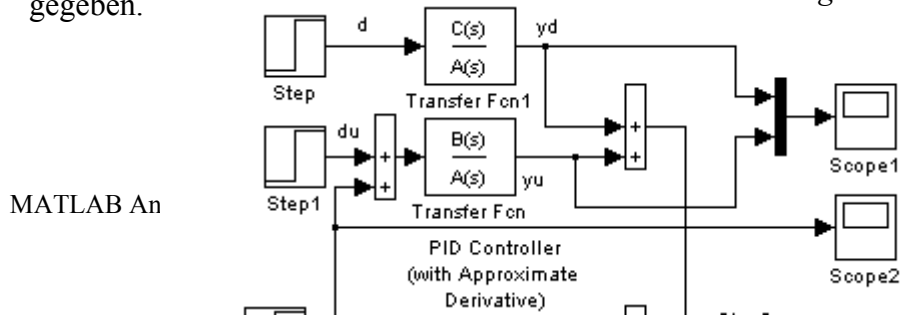 gegeben.
d
C(s)
A(s)
yd
Step
Transfer Fcn1
du
B(s)
A(s)
yu
+
+
+
+
Step1
Transfer Fcn
Scope1
MATLAB An
PID Controller
(with Approximate
Derivative)
Scope2